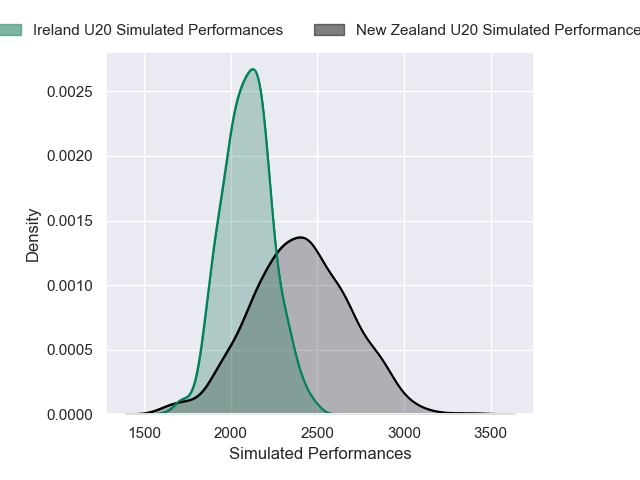 Ireland U20 Simulated Performances
New Zealand U20 Simulated Performance
0.0025
0.0020
0.0015
0.0010
0.0005
0.0000
Density
1500 2000 2500 3000 3500
Simulated Performances